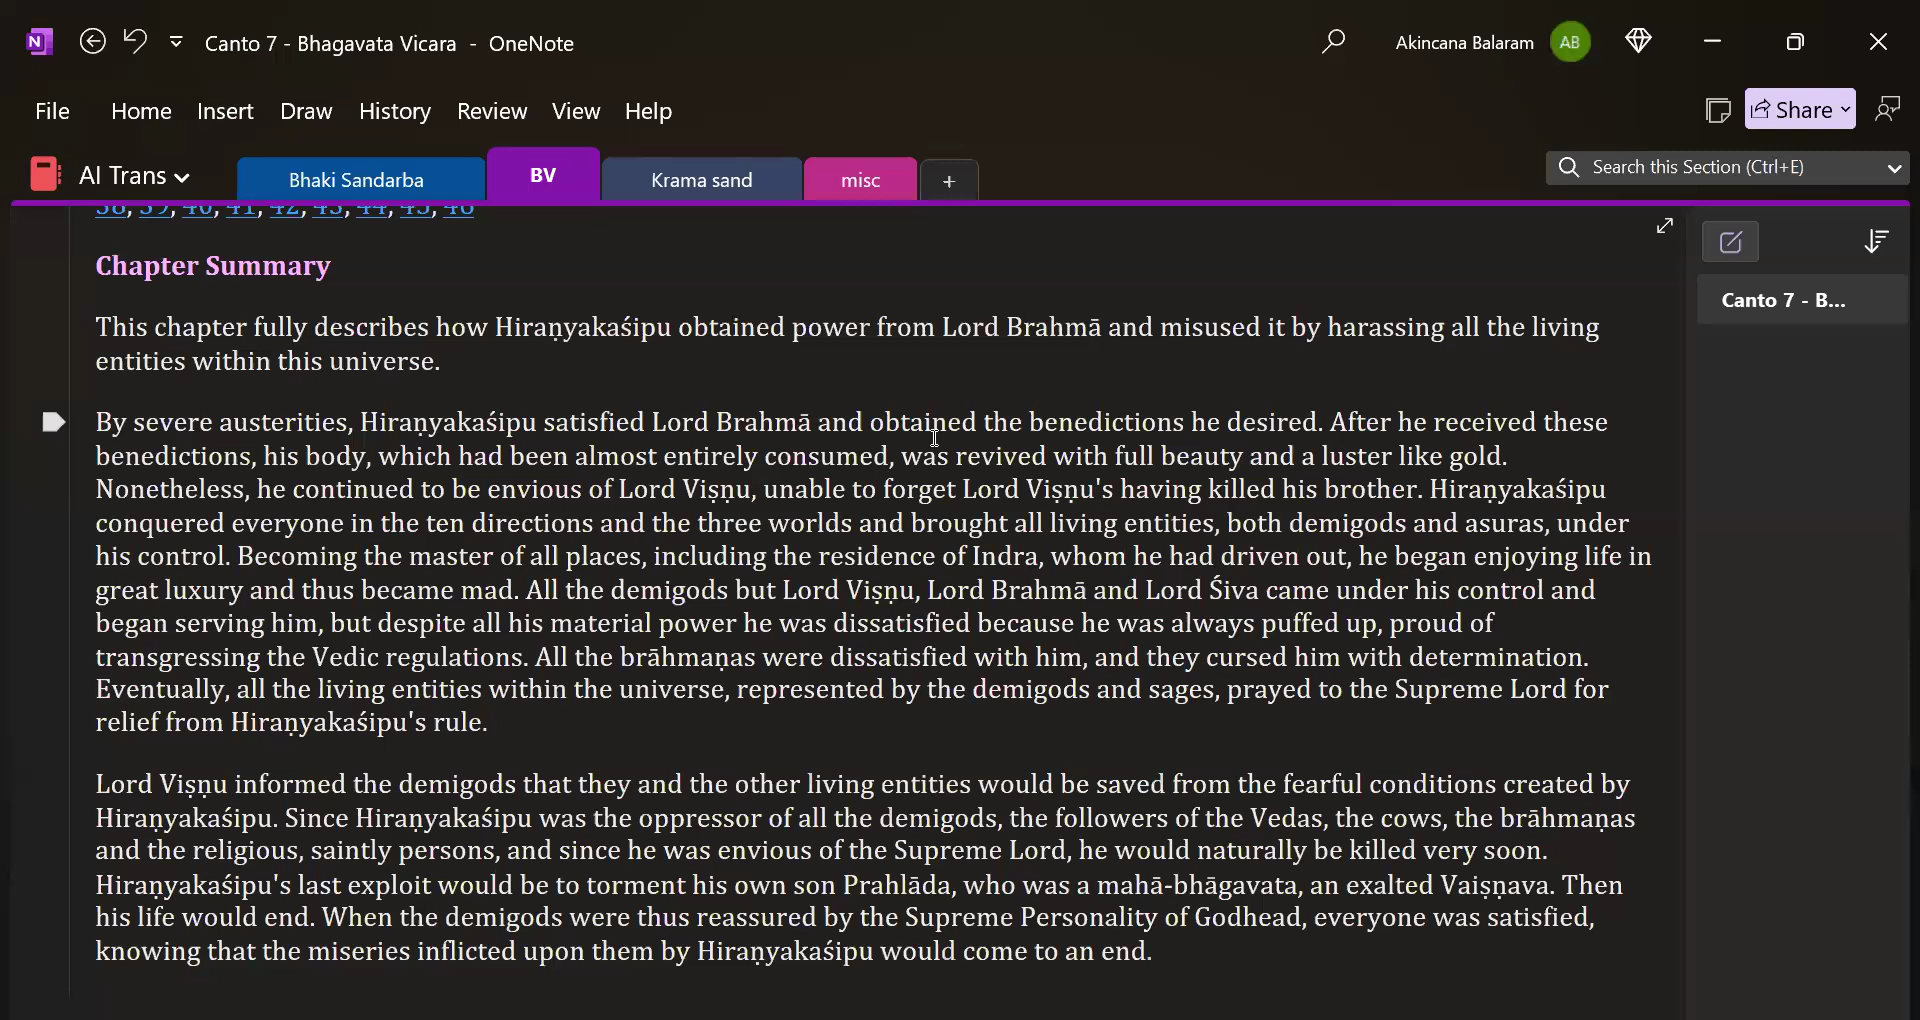 Canto 7 - Bhagavata Vicara - OneNote
Akincana Balaram AB
File Home Insert Draw History Review View Help
Share
AI Trans
Bhaki Sandarba
BV
Krama sand
misc
+
Search this Section (Ctrl+E)
38, 39, 40, 41, 42, 43, 44, 45, 46
Canto 7 - B...
Chapter Summary
This chapter fully describes how Hiraṇyakaśipu obtained power from Lord Brahmā and misused it by harassing all the living
entities within this universe.
By severe austerities, Hiraṇyakaśipu satisfied Lord Brahmā and obtained the benedictions he desired. After he received these
benedictions, his body, which had been almost entirely consumed, was revived with full beauty and a luster like gold.
Nonetheless, he continued to be envious of Lord Viṣṇu, unable to forget Lord Viṣṇu's having killed his brother. Hiraṇyakaśipu
conquered everyone in the ten directions and the three worlds and brought all living entities, both demigods and asuras, under
his control. Becoming the master of all places, including the residence of Indra, whom he had driven out, he began enjoying life in
great luxury and thus became mad. All the demigods but Lord Viṣṇu, Lord Brahmā and Lord Śiva came under his control and
began serving him, but despite all his material power he was dissatisfied because he was always puffed up, proud of
transgressing the Vedic regulations. All the brāhmaṇas were dissatisfied with him, and they cursed him with determination.
Eventually, all the living entities within the universe, represented by the demigods and sages, prayed to the Supreme Lord for
relief from Hiraṇyakaśipu's rule.
Lord Viṣṇu informed the demigods that they and the other living entities would be saved from the fearful conditions created by
Hiraṇyakaśipu. Since Hiraṇyakaśipu was the oppressor of all the demigods, the followers of the Vedas, the cows, the brāhmaṇas
and the religious, saintly persons, and since he was envious of the Supreme Lord, he would naturally be killed very soon.
Hiraṇyakaśipu's last exploit would be to torment his own son Prahlāda, who was a mahā-bhāgavata, an exalted Vaiṣṇava. Then
his life would end. When the demigods were thus reassured by the Supreme Personality of Godhead, everyone was satisfied,
knowing that the miseries inflicted upon them by Hiraṇyakaśipu would come to an end.